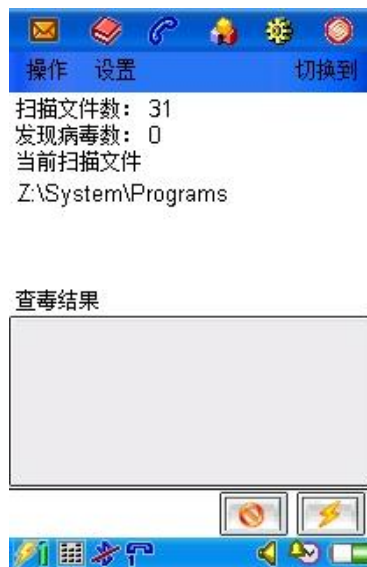 操作 设置 切换到
扫描文件数： 31
发现病毒数： 0
当前扫描文件
Z:\System\Programs
查毒结果